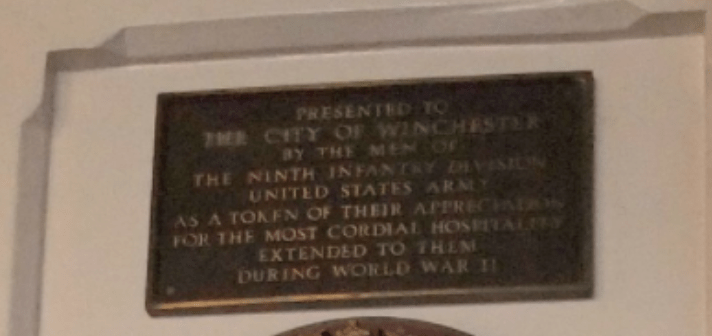 PRESENTED TO
THE CITY OF WINCHESTER
BY THE MEN OF
THE NINTH INFANTRY DIVISION
UNITED STATES ARMY
AS A TOKEN OF THEIR APPRECIATION
FOR THE MOST CORDIAL HOSPITALITY
EXTENDED TO THEM
DURING WORLD WAR II